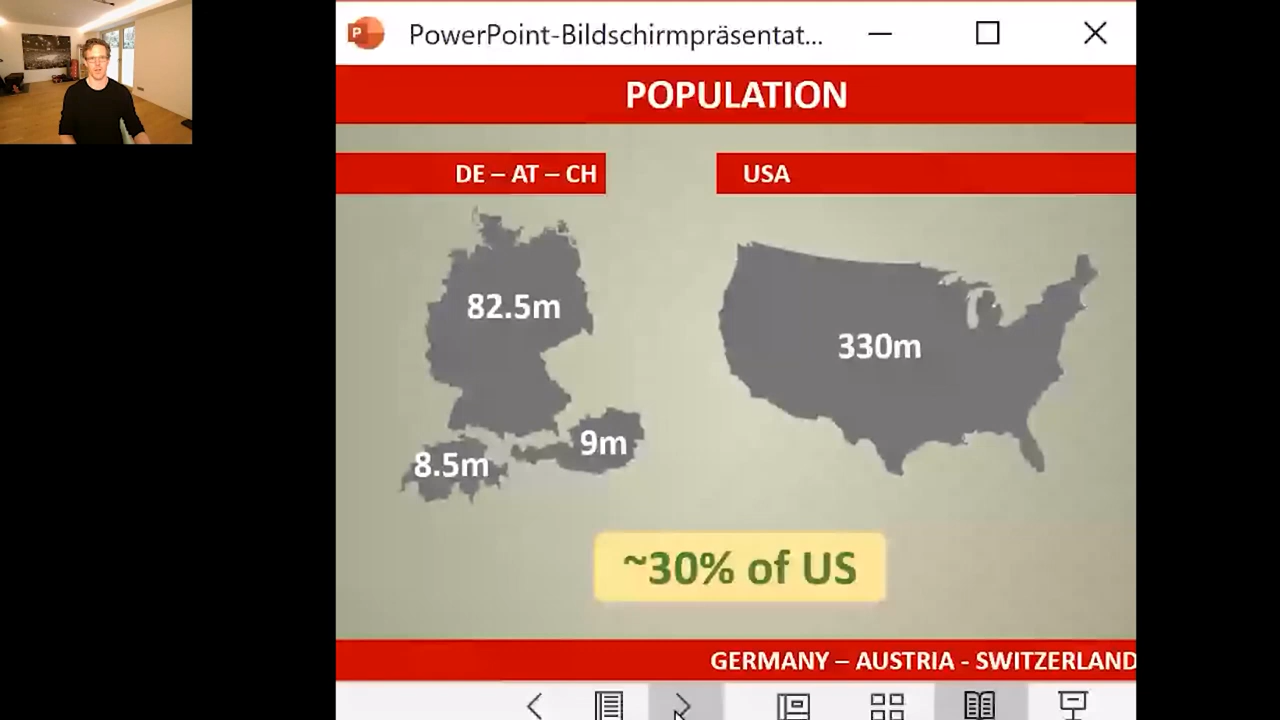 PowerPoint-Bildschirmpräsentat...
POPULATION
DE – AT – CH
USA
82.5m
330m
9m
8.5m
~30% of US
GERMANY – AUSTRIA - SWITZERLAND